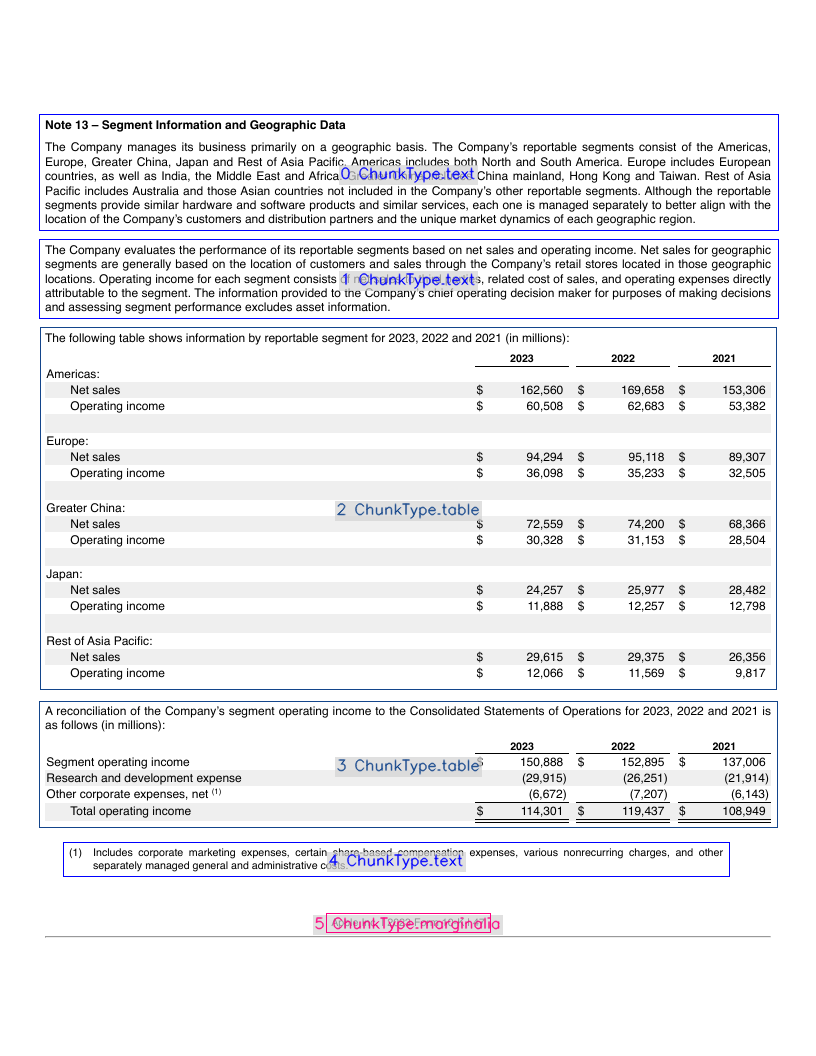 Note 13 – Segment Information and Geographic Data
The Company manages its business primarily on a geographic basis. The Company's reportable segments consist of the Americas,
Europe, Greater China, Japan and Rest of Asia Pacific. Americas includes both North and South America. Europe includes European
countries, as well as India, the Middle East and Africa. China mainland, Hong Kong and Taiwan. Rest of Asia
0 ChunkType.text
Pacific includes Australia and those Asian countries not included in the Company's other reportable segments. Although the reportable
segments provide similar hardware and software products and similar services, each one is managed separately to better align with the
location of the Company's customers and distribution partners and the unique market dynamics of each geographic region.
The Company evaluates the performance of its reportable segments based on net sales and operating income. Net sales for geographic
segments are generally based on the location of customers and sales through the Company's retail stores located in those geographic
locations. Operating income for each segment consists related cost of sales, and operating expenses directly
1 ChunkType.text
attributable to the segment. The information provided to the Company's chief operating decision maker for purposes of making decisions
and assessing segment performance excludes asset information.
The following table shows information by reportable segment for 2023, 2022 and 2021 (in millions):
2023 2022 2021
Americas:
Net sales $ 162,560 $ 169,658 $ 153,306
Operating income $ 60,508 $ 62,683 $ 53,382
Europe:
Net sales $ 94,294 $ 95,118 $ 89,307
Operating income $ 36,098 $ 35,233 $ 32,505
Greater China:
2 ChunkType.table
Net sales $ 72,559 $ 74,200 $ 68,366
Operating income $ 30,328 $ 31,153 $ 28,504
Japan:
Net sales $ 24,257 $ 25,977 $ 28,482
Operating income $ 11,888 $ 12,257 $ 12,798
Rest of Asia Pacific:
Net sales $ 29,615 $ 29,375 $ 26,356
Operating income $ 12,066 $ 11,569 $ 9,817
A reconciliation of the Company's segment operating income to the Consolidated Statements of Operations for 2023, 2022 and 2021 is
as follows (in millions):
2023 2022 2021
Segment operating income $ 150,888 $ 152,895 $ 137,006
3 ChunkType.table
Research and development expense (29,915) (26,251) (21,914)
Other corporate expenses, net (1) (6,672) (7,207) (6,143)
Total operating income $ 114,301 $ 119,437 $ 108,949
(1) Includes corporate marketing expenses, certain share-based compensation expenses, various nonrecurring charges, and other
4 ChunkType.text
separately managed general and administrative costs.
5 ChunkType.marginalia